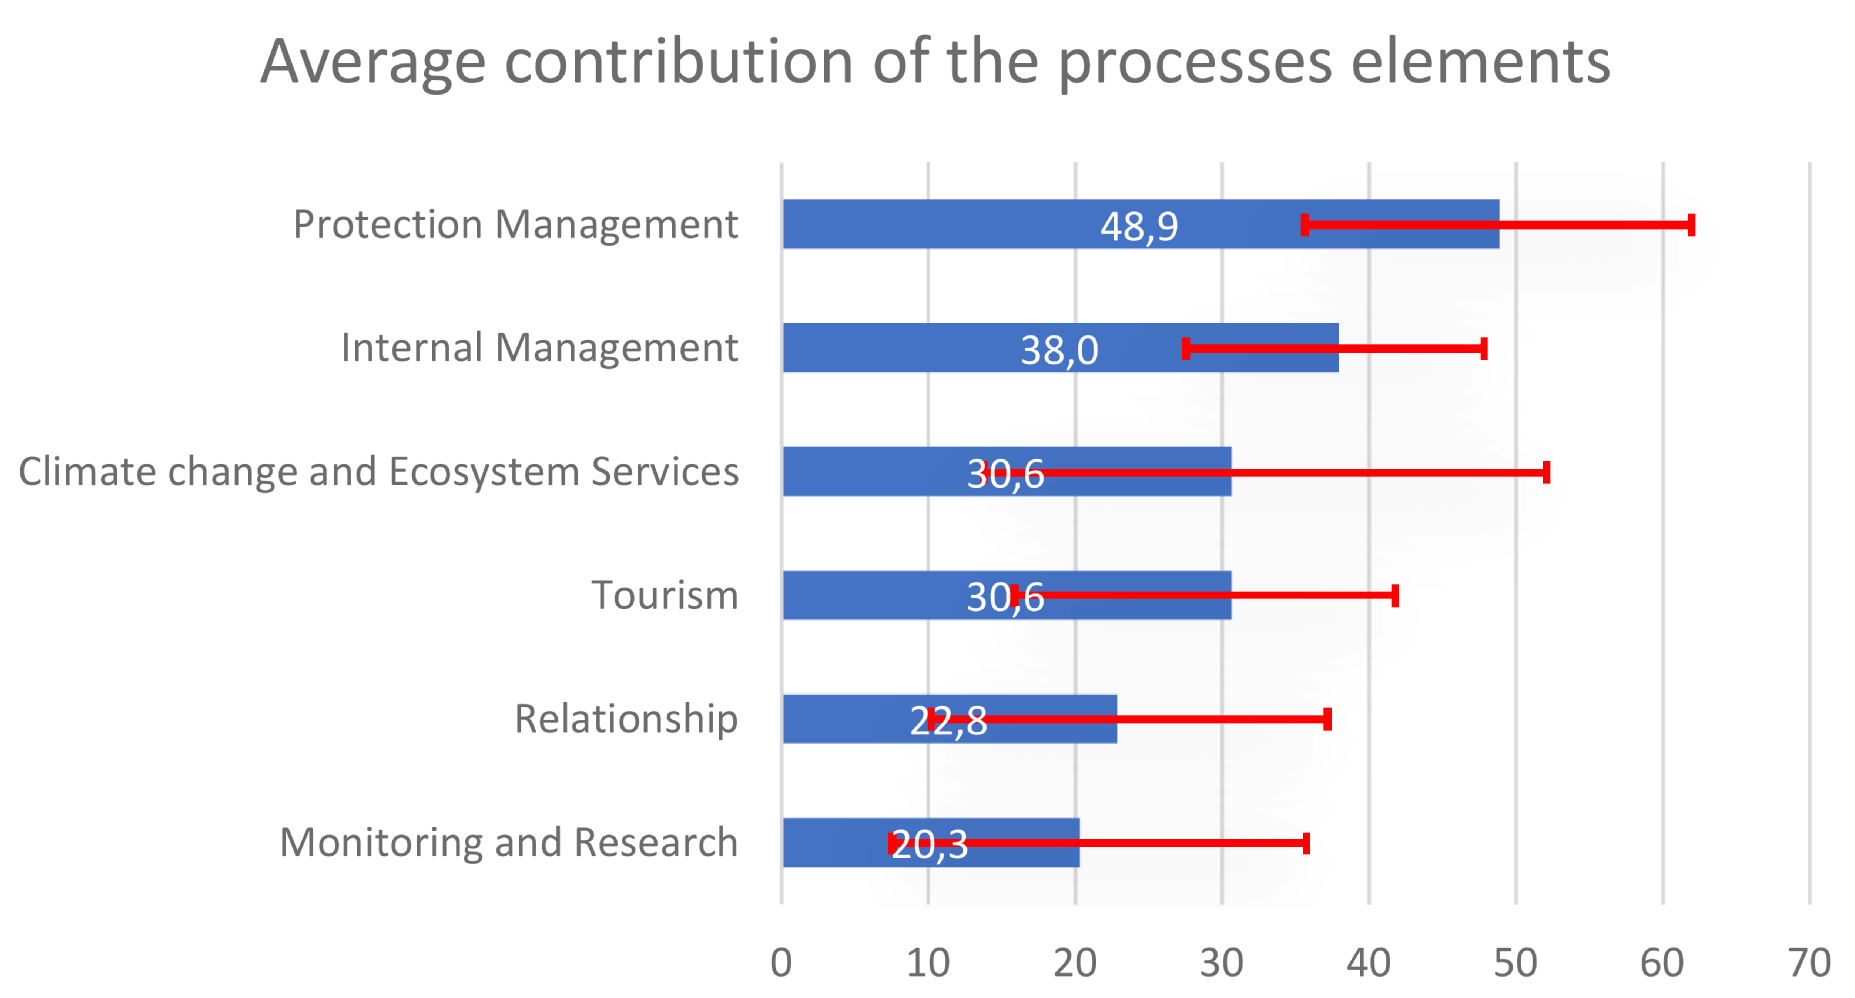 Average contribution of the processes elements
Protection Management
48,9
Internal Management
38,0
Climate change and Ecosystem Services
30,6
Tourism
30,6
Relationship
22,8
Monitoring and Research
20,3
0 10 20 30 40 50 60 70